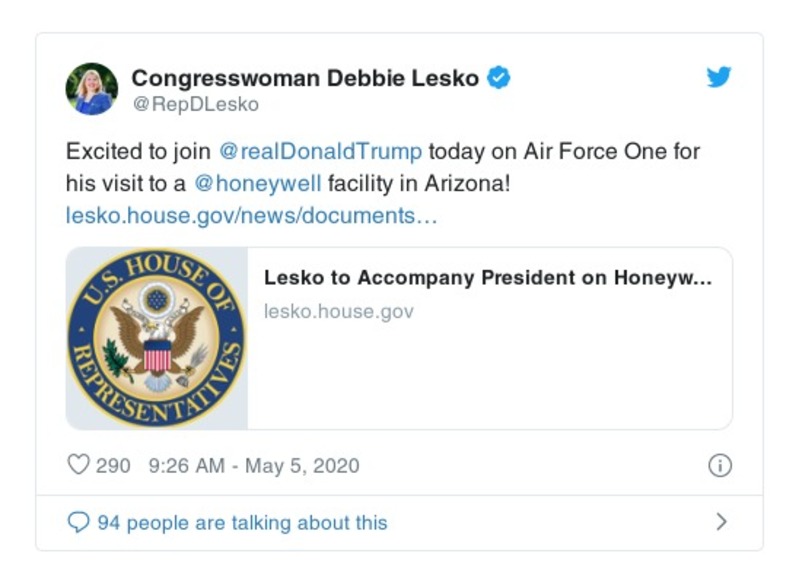 Congresswoman Debbie Lesko
@RepDLesko
Excited to join @realDonaldTrump today on Air Force One for
his visit to a @honeywell facility in Arizona!
lesko.house.gov/news/documents…
U.S. HOUSE OF
REPRESENTATIVES
Lesko to Accompany President on Honeyw...
lesko.house.gov
290 9:26 AM - May 5, 2020
94 people are talking about this